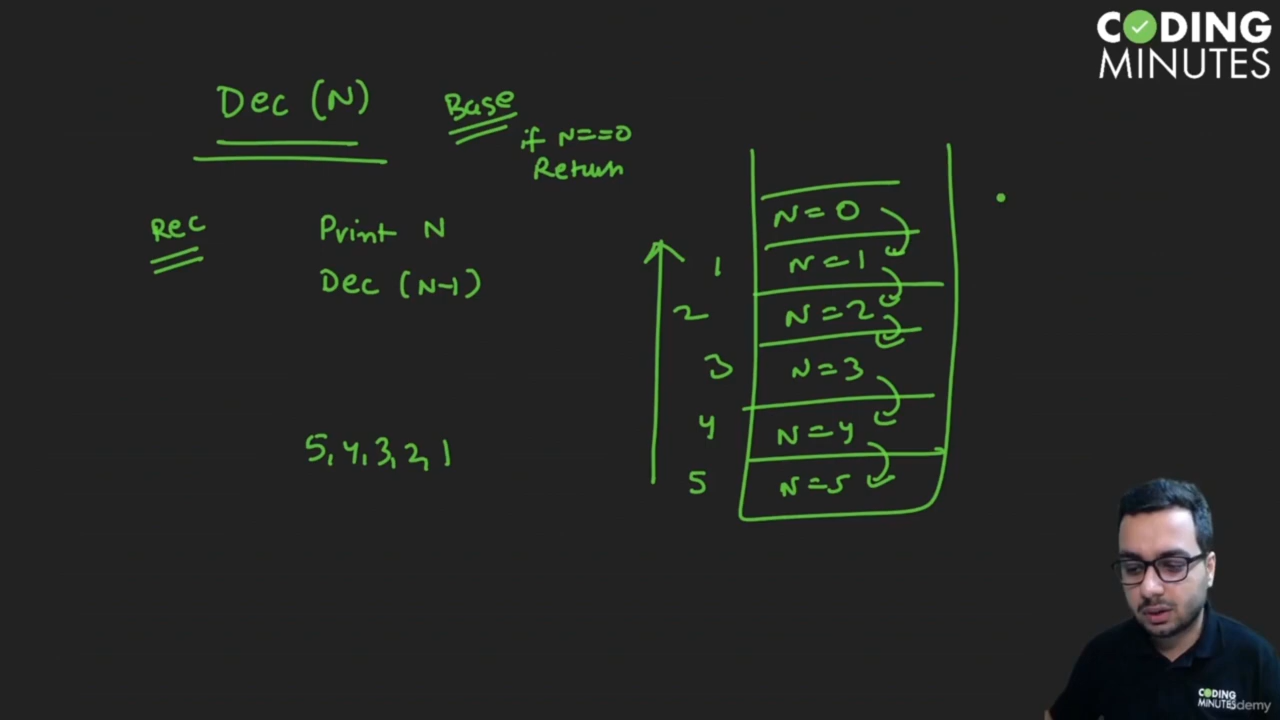 CODING
MINUTES
Dec (N)
Base
if N==0
Return
Rec
Print N
Dec (N-1)
5,4,3,2,1
N=0
1 N=1
2 N=2
3 N=3
4 N=4
5 N=5
CODING
MINUTES
demy